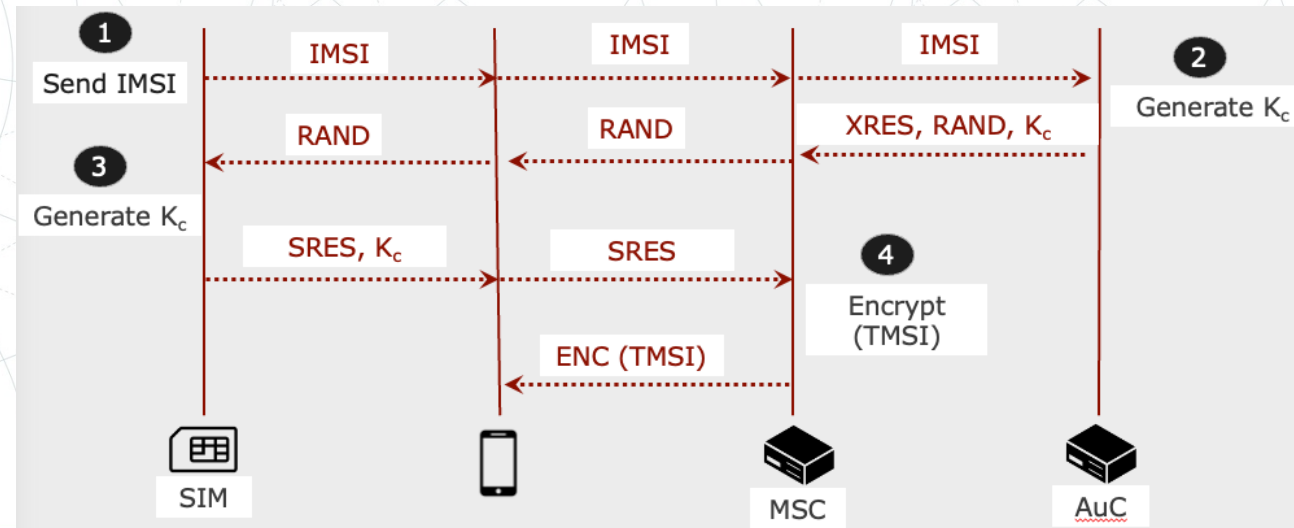 1
Send IMSI
IMSI
IMSI
IMSI
2
Generate Kc
RAND
RAND
XRES, RAND, Kc
3
Generate Kc
SRES, Kc
SRES
4
Encrypt
(TMSI)
ENC (TMSI)
SIM
MSC
AuC